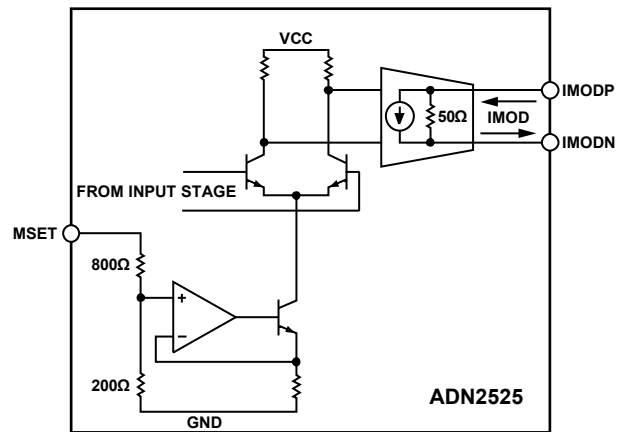 VCC
IMODP
50Ω
IMOD
IMODN
FROM INPUT STAGE
MSET
800Ω
+
–
200Ω
ADN2525
GND